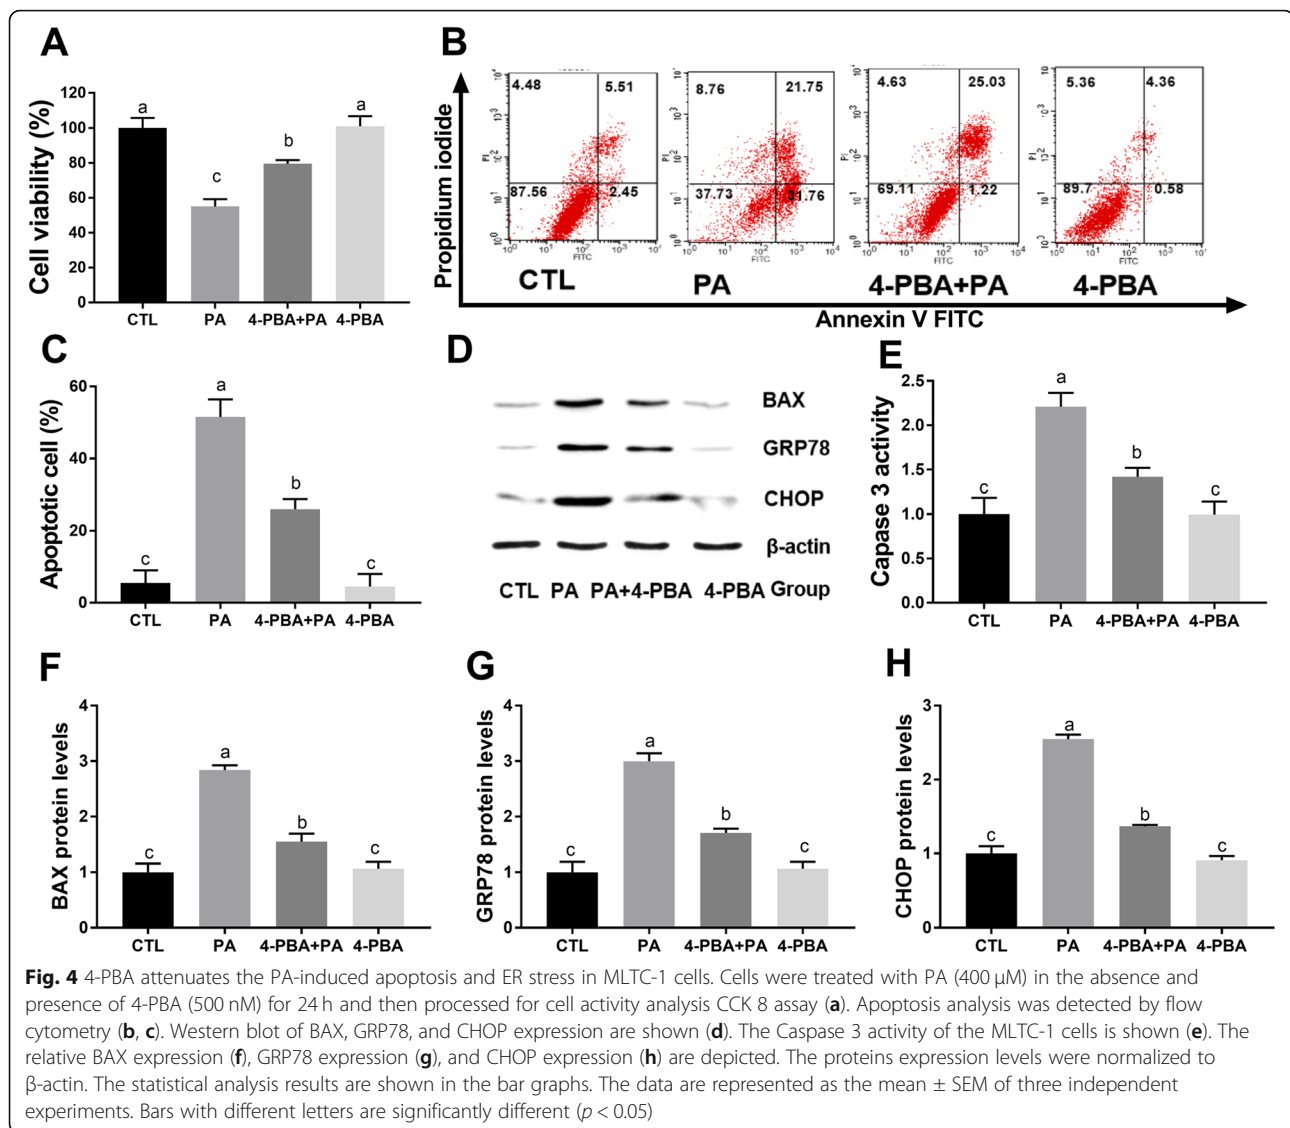 A
Cell viability (%)
120
100
80
60
40
20
0
a
c
b
a
CTL PA 4-PBA+PA 4-PBA
B
Propidium iodide
4.48 5.51
87.56 2.45
8.76 21.75
37.73 31.76
4.63 25.03
69.11 1.22
5.36 4.36
89.7 0.58
PI
10⁰ 10¹ 10² 10³ 10⁴
FITC
CTL PA 4-PBA+PA 4-PBA
Annexin V FITC
C
Apoptotic cell (%)
60
40
20
0
c
a
b
c
CTL PA 4-PBA+PA 4-PBA
D
BAX
GRP78
CHOP
β-actin
CTL PA PA+4-PBA 4-PBA Group
E
Capase 3 activity
2.5
2.0
1.5
1.0
0.5
0.0
c
a
b
c
CTL PA 4-PBA+PA 4-PBA
F
BAX protein levels
4
3
2
1
0
c
a
b
c
CTL PA 4-PBA+PA 4-PBA
G
GRP78 protein levels
4
3
2
1
0
c
a
b
c
CTL PA 4-PBA+PA 4-PBA
H
CHOP protein levels
3
2
1
0
c
a
b
c
CTL PA 4-PBA+PA 4-PBA
Fig. 4 4-PBA attenuates the PA-induced apoptosis and ER stress in MLTC-1 cells. Cells were treated with PA (400 μM) in the absence and
presence of 4-PBA (500 nM) for 24 h and then processed for cell activity analysis CCK 8 assay (a). Apoptosis analysis was detected by flow
cytometry (b, c). Western blot of BAX, GRP78, and CHOP expression are shown (d). The Caspase 3 activity of the MLTC-1 cells is shown (e). The
relative BAX expression (f), GRP78 expression (g), and CHOP expression (h) are depicted. The proteins expression levels were normalized to
β-actin. The statistical analysis results are shown in the bar graphs. The data are represented as the mean ± SEM of three independent
experiments. Bars with different letters are significantly different (p < 0.05)